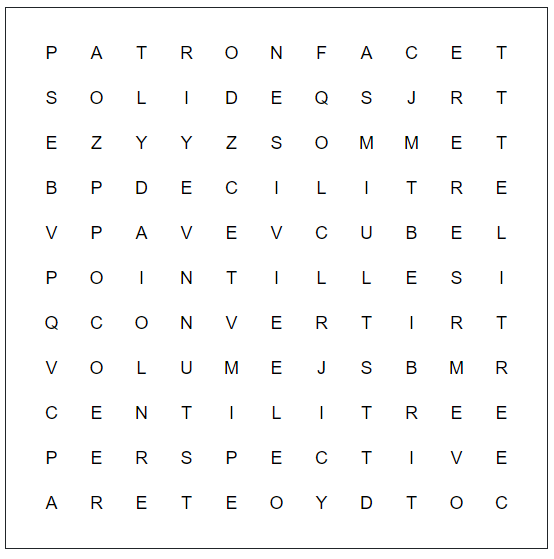 P A T R O N F A C E T
S O L I D E Q S J R T
E Z Y Y Z S O M M E T
B P D E C I L I T R E
V P A V E V C U B E L
P O I N T I L L E S I
Q C O N V E R T I R T
V O L U M E J S B M R
C E N T I L I T R E E
P E R S P E C T I V E
A R E T E O Y D T O C